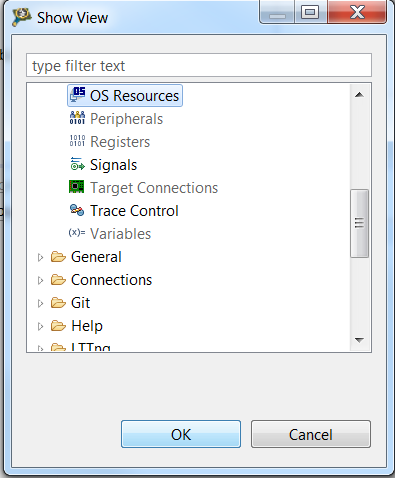 Show View
type filter text
OS Resources
Peripherals
Registers
Signals
Target Connections
Trace Control
(x)= Variables
General
Connections
Git
Help
LTTng
OK
Cancel